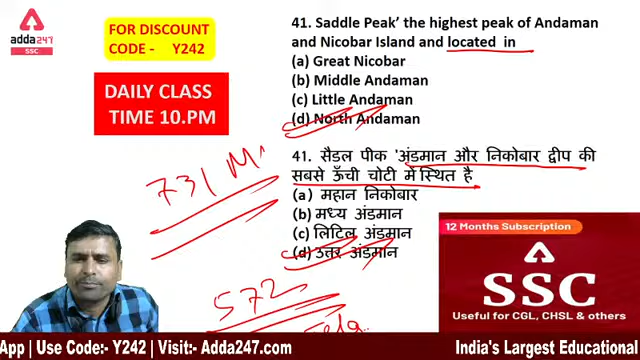 adda247
SSC
FOR DISCOUNT
CODE - Y242
DAILY CLASS
TIME 10.PM
41. Saddle Peak’ the highest peak of Andaman
and Nicobar Island and located in
(a) Great Nicobar
(b) Middle Andaman
(c) Little Andaman
(d) North Andaman
731 M
41. सैडल पीक 'अंडमान और निकोबार द्वीप की
सबसे ऊँची चोटी में स्थित है
(a) महान निकोबार
(b) मध्य अंडमान
(c) लिटिल अंडमान
(d) उत्तर अंडमान
572
12 Months Subscription
SSC
Useful for CGL, CHSL & others
App | Use Code:- Y242 | Visit:- Adda247.com
India's Largest Educational